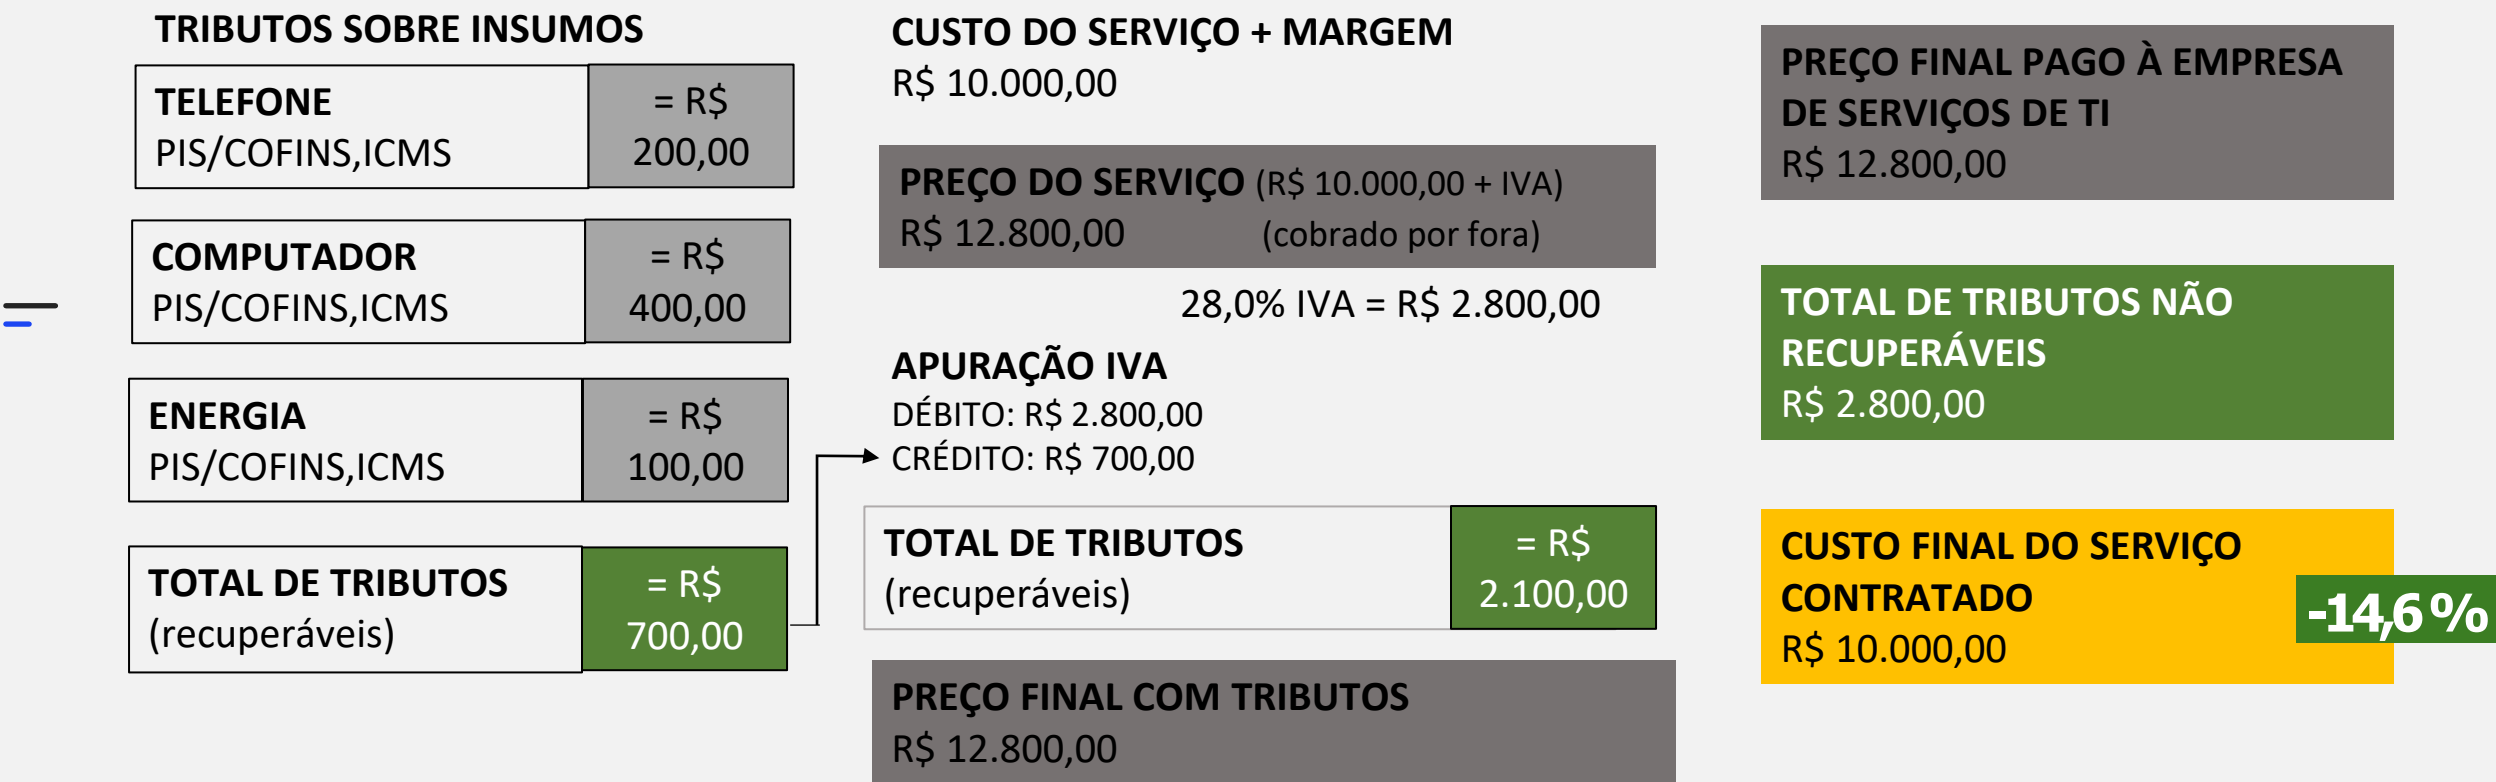 TRIBUTOS SOBRE INSUMOS
TELEFONE
PIS/COFINS,ICMS
= R$
200,00
COMPUTADOR
PIS/COFINS,ICMS
= R$
400,00
ENERGIA
PIS/COFINS,ICMS
= R$
100,00
TOTAL DE TRIBUTOS
(recuperáveis)
= R$
700,00
CUSTO DO SERVIÇO + MARGEM
R$ 10.000,00
PREÇO DO SERVIÇO (R$ 10.000,00 + IVA)
R$ 12.800,00 (cobrado por fora)
28,0% IVA = R$ 2.800,00
APURAÇÃO IVA
DÉBITO: R$ 2.800,00
CRÉDITO: R$ 700,00
TOTAL DE TRIBUTOS
(recuperáveis)
= R$
2.100,00
PREÇO FINAL COM TRIBUTOS
R$ 12.800,00
PREÇO FINAL PAGO À EMPRESA
DE SERVIÇOS DE TI
R$ 12.800,00
TOTAL DE TRIBUTOS NÃO
RECUPERÁVEIS
R$ 2.800,00
CUSTO FINAL DO SERVIÇO
CONTRATADO
R$ 10.000,00
-14,6%